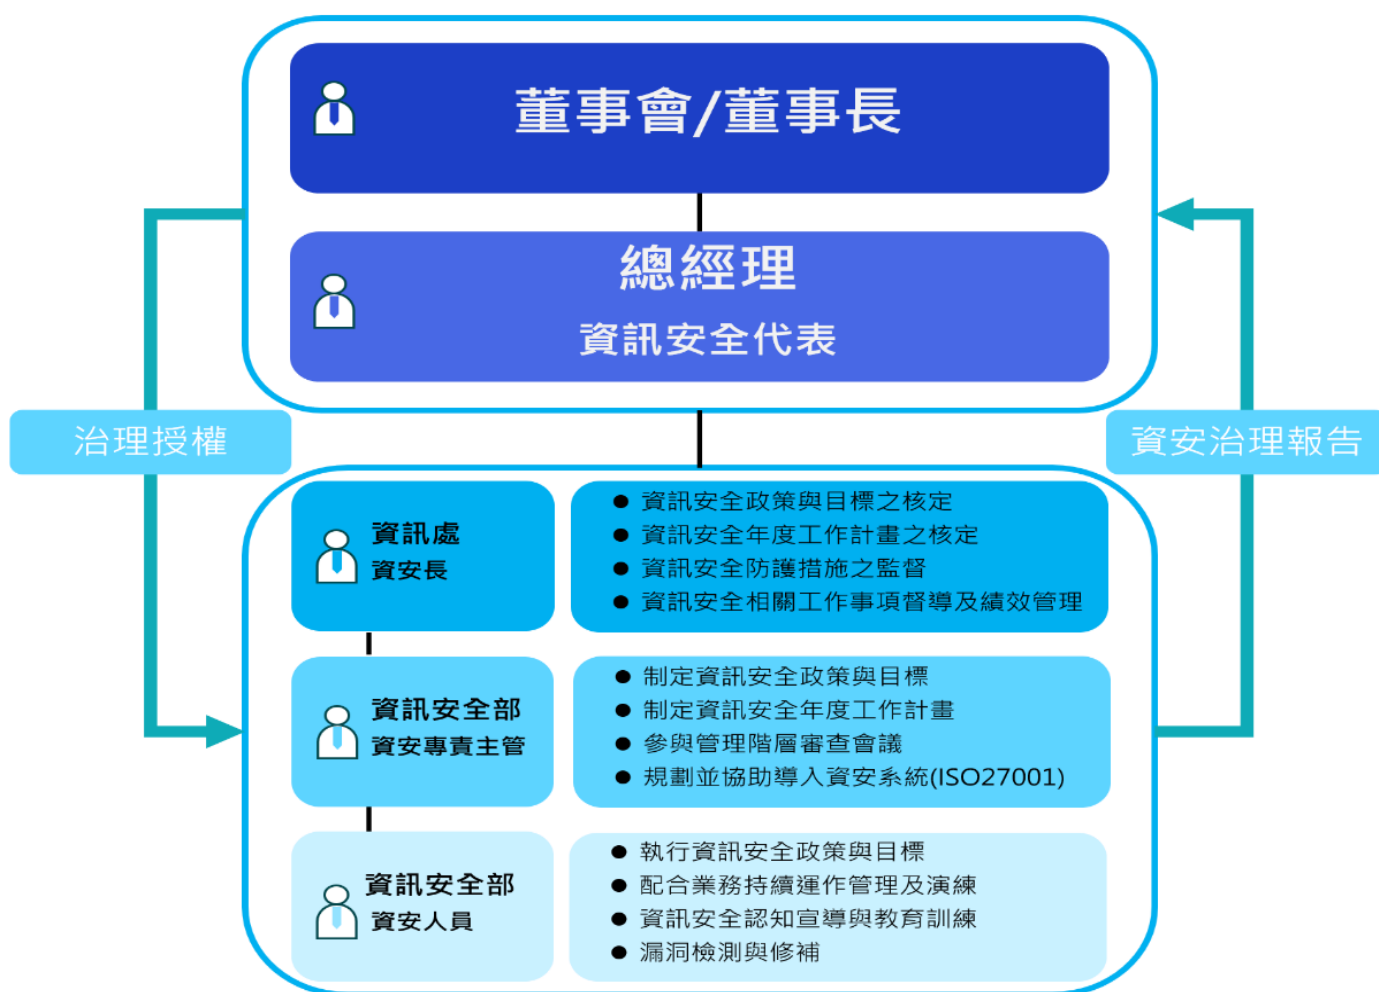 董事會/董事長
總經理
資訊安全代表
治理授權
資安治理報告
資訊處
資安長
● 資訊安全政策與目標之核定
● 資訊安全年度工作計畫之核定
● 資訊安全防護措施之監督
● 資訊安全相關工作事項督導及績效管理
資訊安全部
資安專責主管
● 制定資訊安全政策與目標
● 制定資訊安全年度工作計畫
● 參與管理階層審查會議
● 規劃並協助導入資安系統(ISO27001)
資訊安全部
資安人員
● 執行資訊安全政策與目標
● 配合業務持續運作管理及演練
● 資訊安全認知宣導與教育訓練
● 漏洞檢測與修補